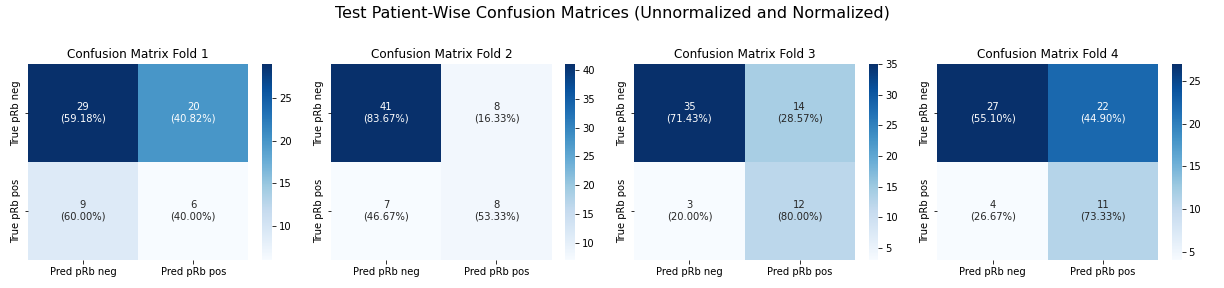 Test Patient-Wise Confusion Matrices (Unnormalized and Normalized)
Confusion Matrix Fold 1
True pRb neg
True pRb pos
29
(59.18%)
20
(40.82%)
9
(60.00%)
6
(40.00%)
Pred pRb neg
Pred pRb pos
25
20
15
10
Confusion Matrix Fold 2
True pRb neg
True pRb pos
41
(83.67%)
8
(16.33%)
7
(46.67%)
8
(53.33%)
Pred pRb neg
Pred pRb pos
40
35
30
25
20
15
10
Confusion Matrix Fold 3
True pRb neg
True pRb pos
35
(71.43%)
14
(28.57%)
3
(20.00%)
12
(80.00%)
Pred pRb neg
Pred pRb pos
35
30
25
20
15
10
5
Confusion Matrix Fold 4
True pRb neg
True pRb pos
27
(55.10%)
22
(44.90%)
4
(26.67%)
11
(73.33%)
Pred pRb neg
Pred pRb pos
25
20
15
10
5